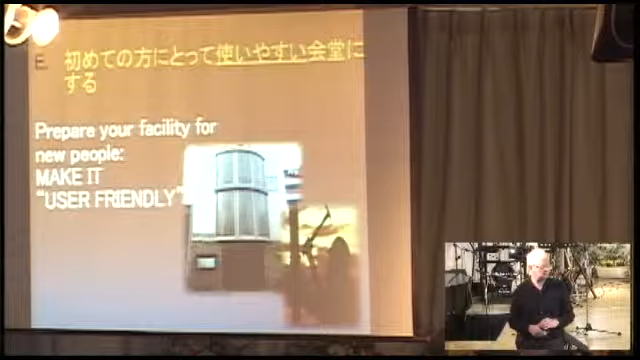 E. 初めての方にとって使いやすい会堂に
する
Prepare your facility for
new people:
MAKE IT
“USER FRIENDLY”